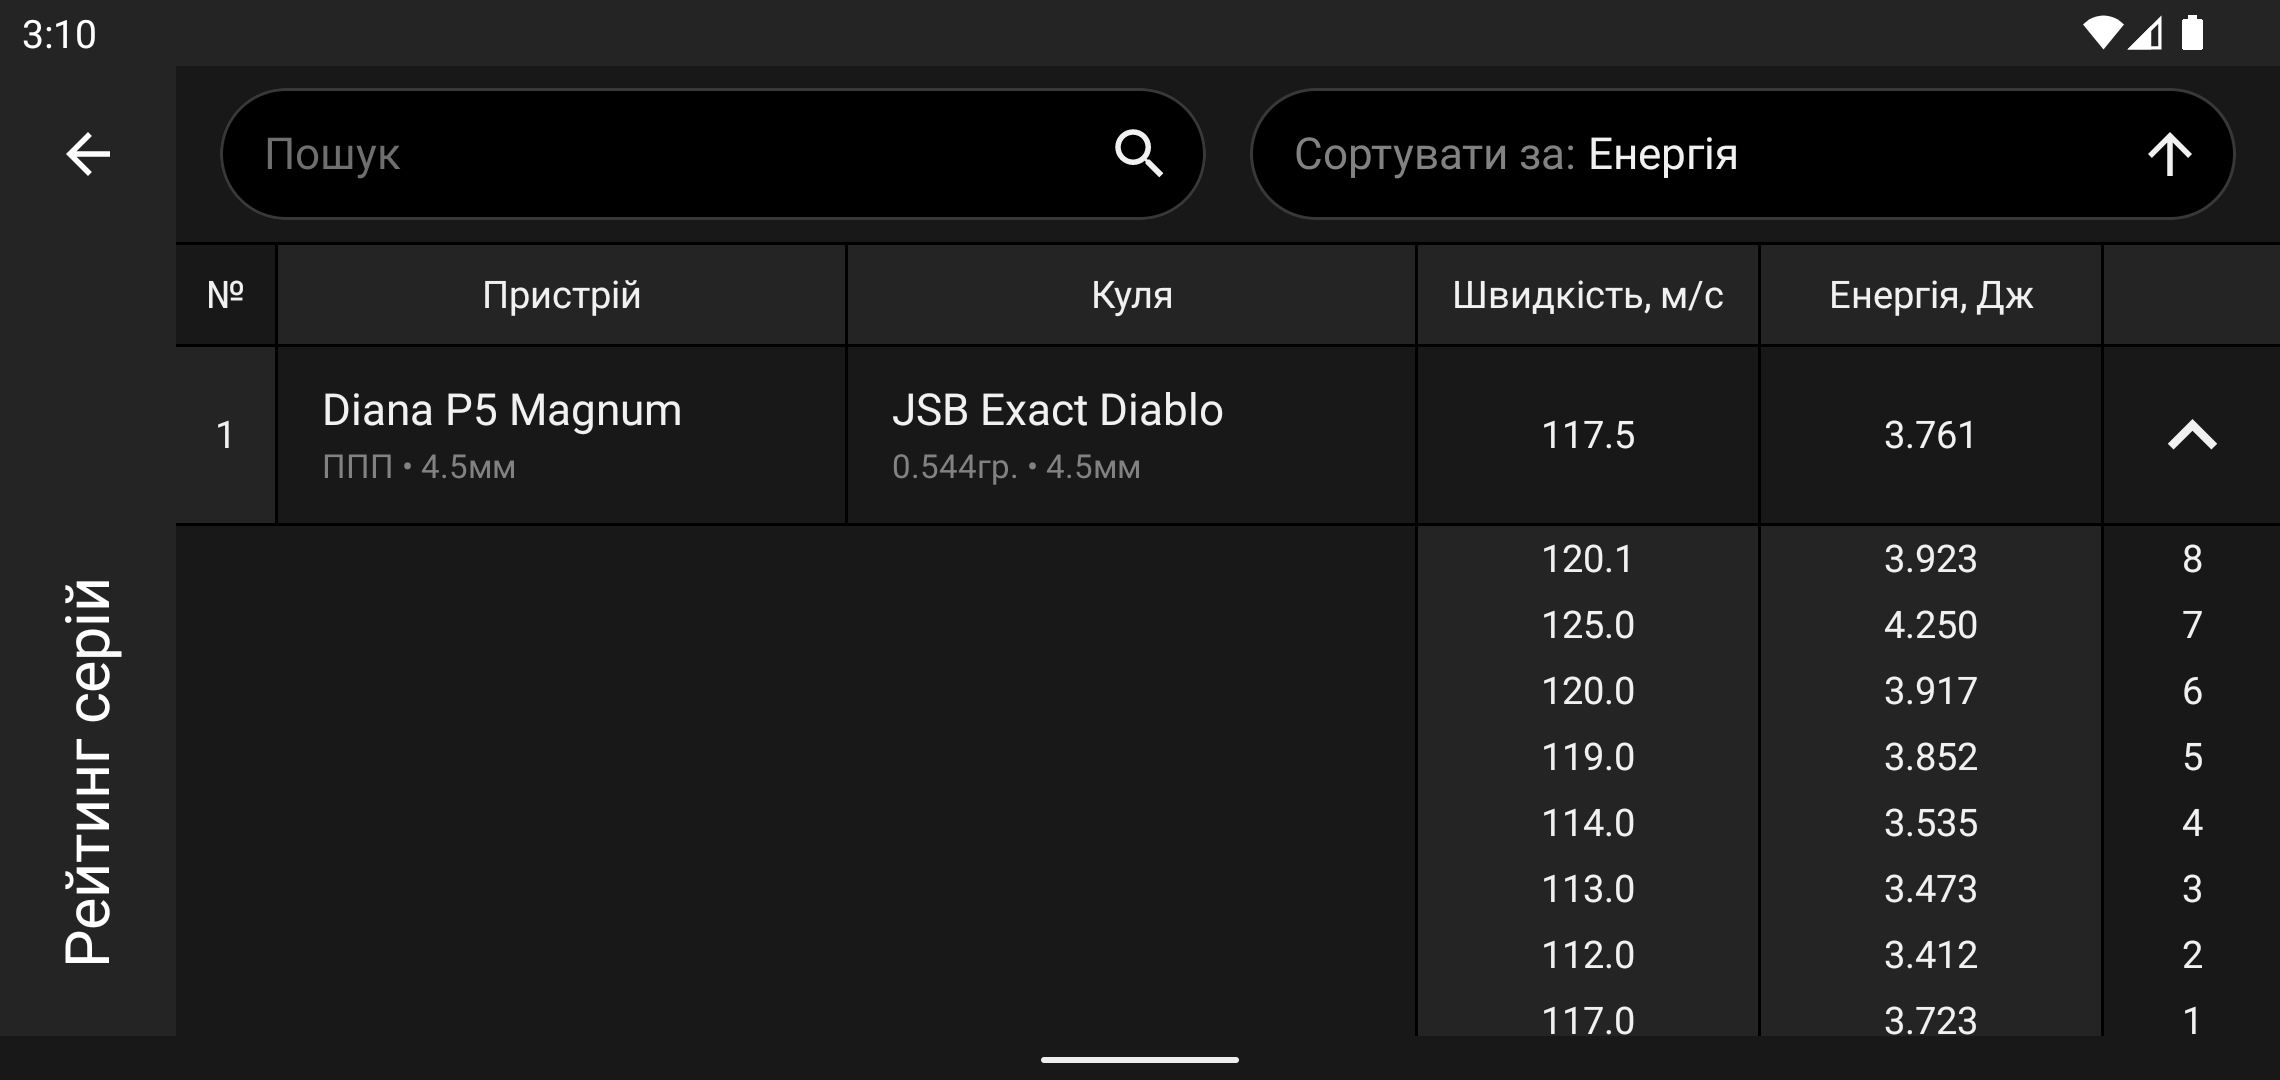 3:10
Пошук
Сортувати за: Енергія
Рейтинг серій
№ Пристрій Куля Швидкість, м/с Енергія, Дж
1 Diana P5 Magnum JSB Exact Diablo 117.5 3.761
ППП • 4.5мм 0.544гр. • 4.5мм
120.1 3.923 8
125.0 4.250 7
120.0 3.917 6
119.0 3.852 5
114.0 3.535 4
113.0 3.473 3
112.0 3.412 2
117.0 3.723 1